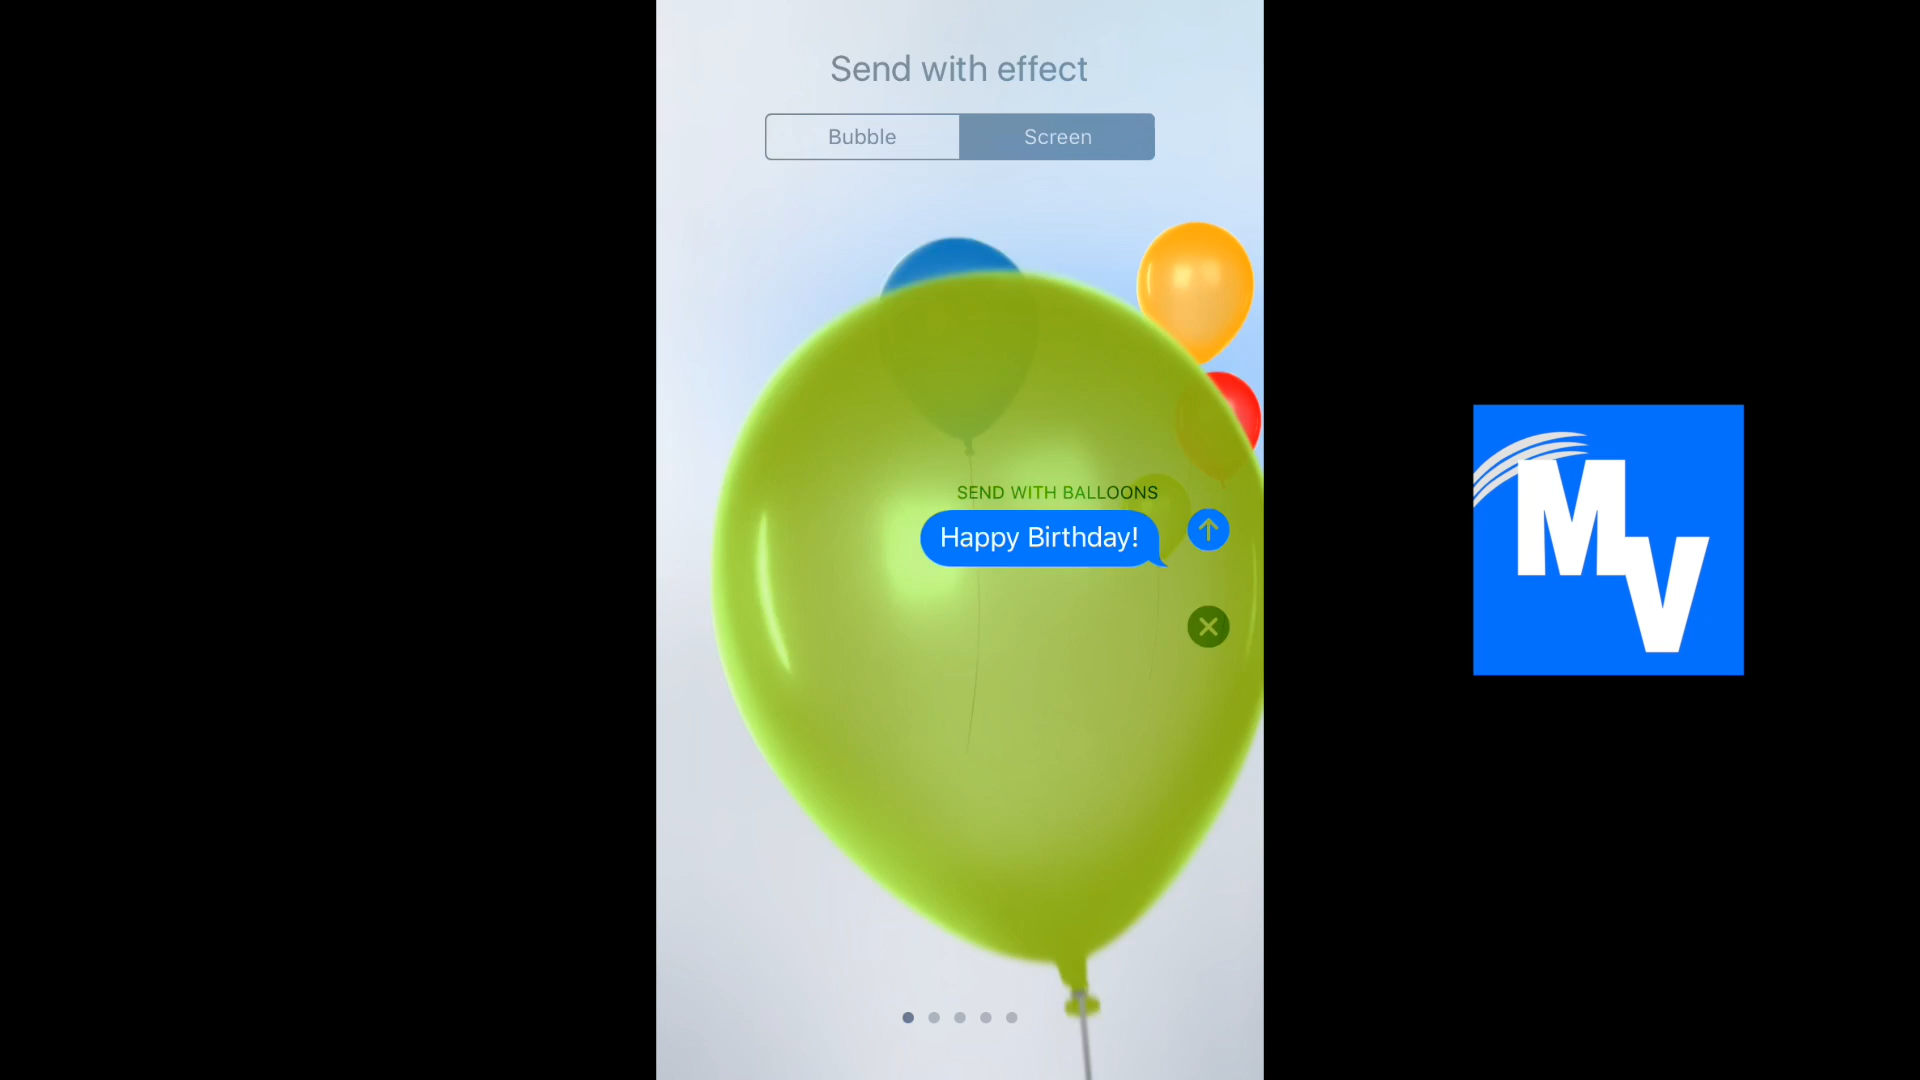 Send with effect
Bubble
Screen
SEND WITH BALLOONS
Happy Birthday!
MV